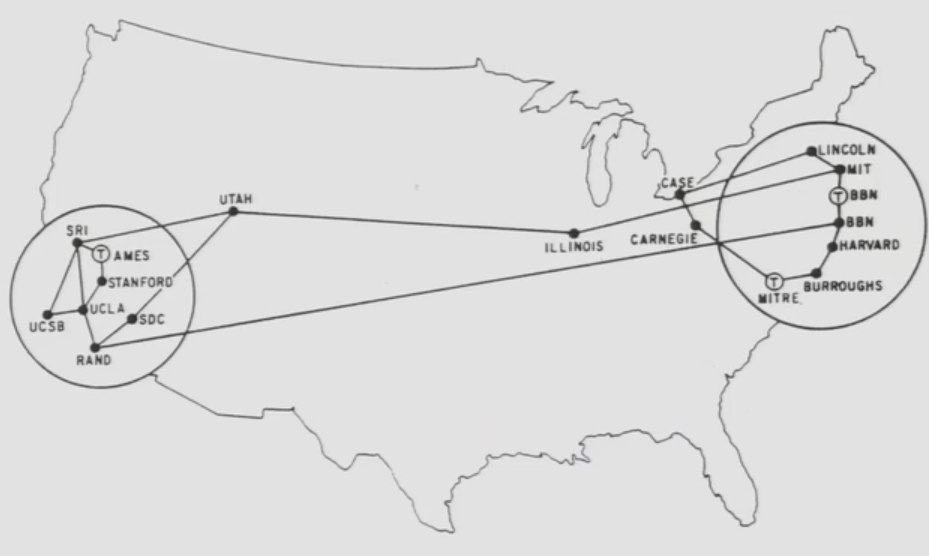 LINCOLN
MIT
CASE
T BBN
UTAH
BBN
SRI
CARNEGIE
HARVARD
ILLINOIS
T AMES
STANFORD
T
BURROUGHS
MITRE
UCLA
SDC
UCSB
RAND